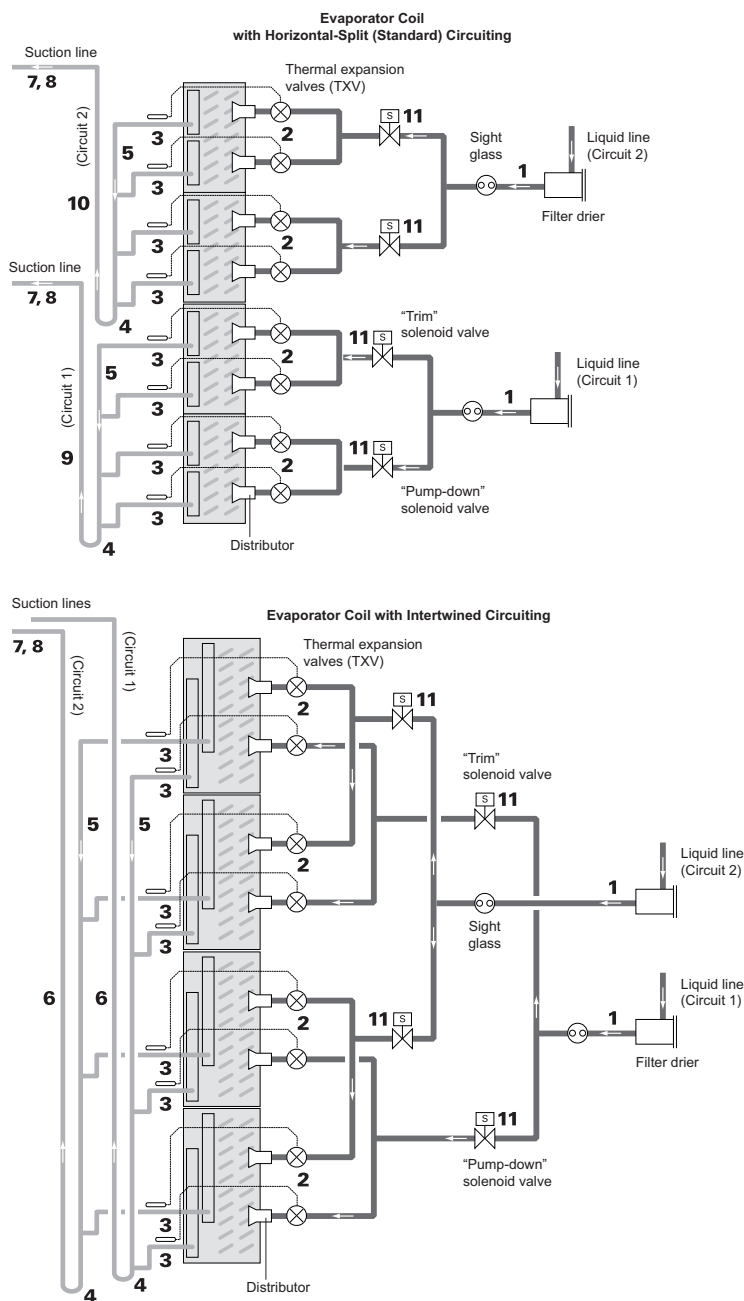 Evaporator Coil
with Horizontal-Split (Standard) Circuiting
Suction line
7, 8
(Circuit 2)
Thermal expansion
valves (TXV)
11
S
Sight
glass
Liquid line
(Circuit 2)
1
Filter drier
5
3
2
3
10
3
2
11
S
3
4
Suction line
7, 8
(Circuit 1)
5
3
2
3
11
S
"Trim"
solenoid valve
Liquid line
(Circuit 1)
1
9
3
2
3
11
S
"Pump-down"
solenoid valve
4
Distributor
Suction lines
7, 8
(Circuit 2)
(Circuit 1)
Evaporator Coil with Intertwined Circuiting
Thermal expansion
valves (TXV)
2
S
11
3
3
"Trim"
solenoid valve
S
11
5
5
2
Liquid line
(Circuit 2)
1
3
3
Sight
glass
6
6
2
11
S
Liquid line
(Circuit 1)
1
Filter drier
3
3
S
11
"Pump-down"
solenoid valve
2
3
3
4
4
Distributor